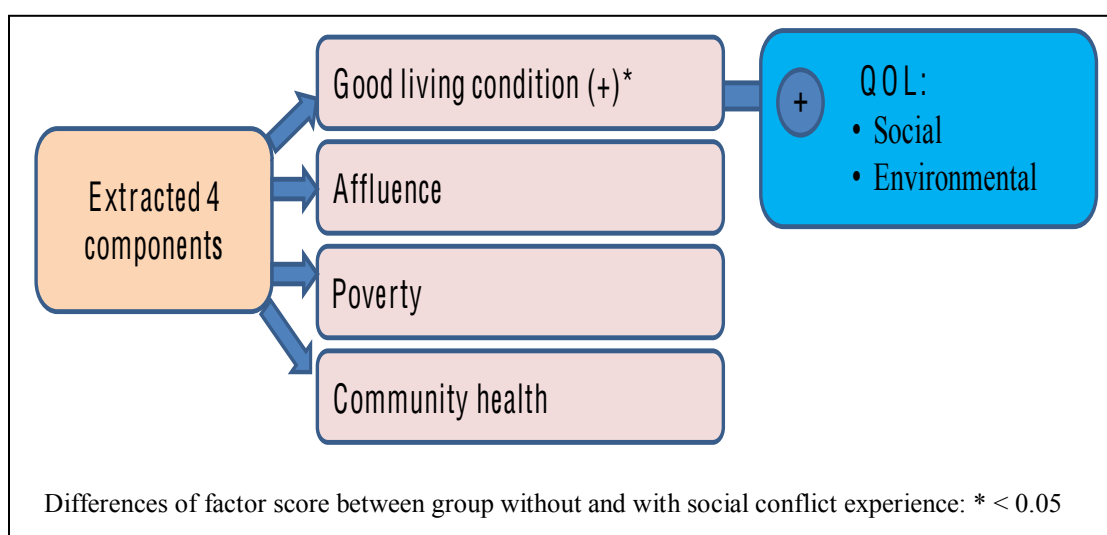 Extracted 4
components
Good living condition (+)*
Affluence
Poverty
Community health
+
QOL:
• Social
• Environmental
Differences of factor score between group without and with social conflict experience: * < 0.05